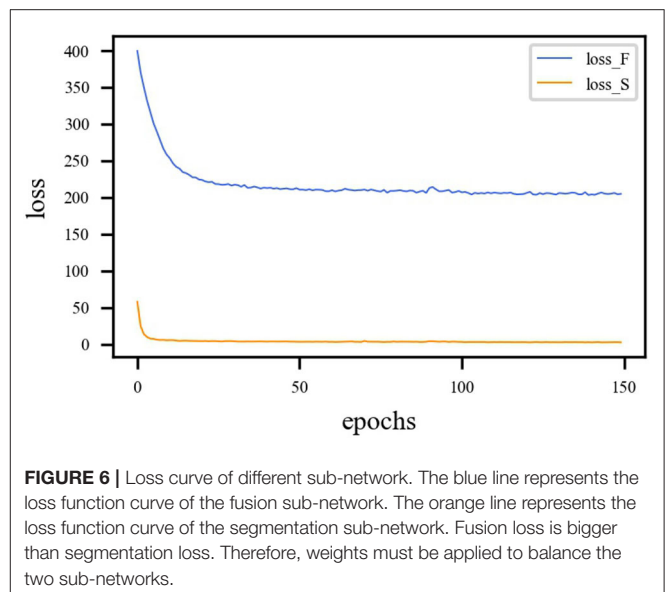 400
350
300
250
200
150
100
50
0
loss
loss_F
loss_S
0 50 100 150
epochs
FIGURE 6 | Loss curve of different sub-network. The blue line represents the
loss function curve of the fusion sub-network. The orange line represents the
loss function curve of the segmentation sub-network. Fusion loss is bigger
than segmentation loss. Therefore, weights must be applied to balance the
two sub-networks.